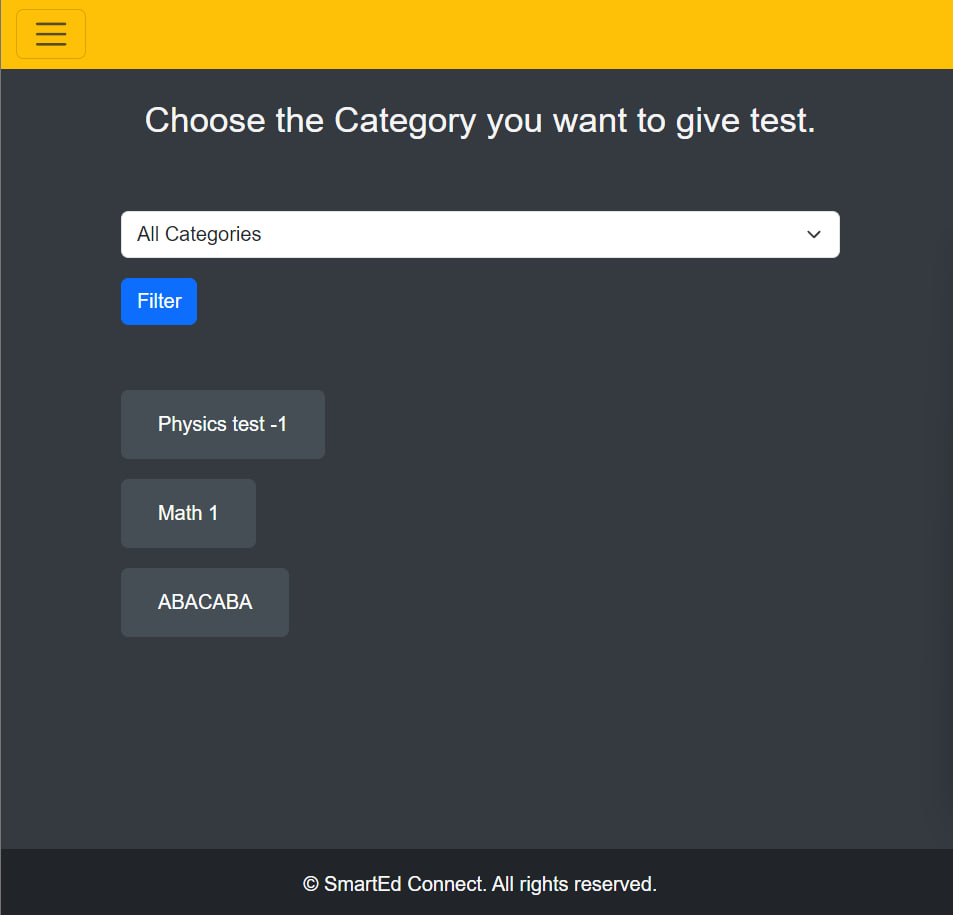 Choose the Category you want to give test.
All Categories
Filter
Physics test -1
Math 1
ABACABA
© SmartEd Connect. All rights reserved.